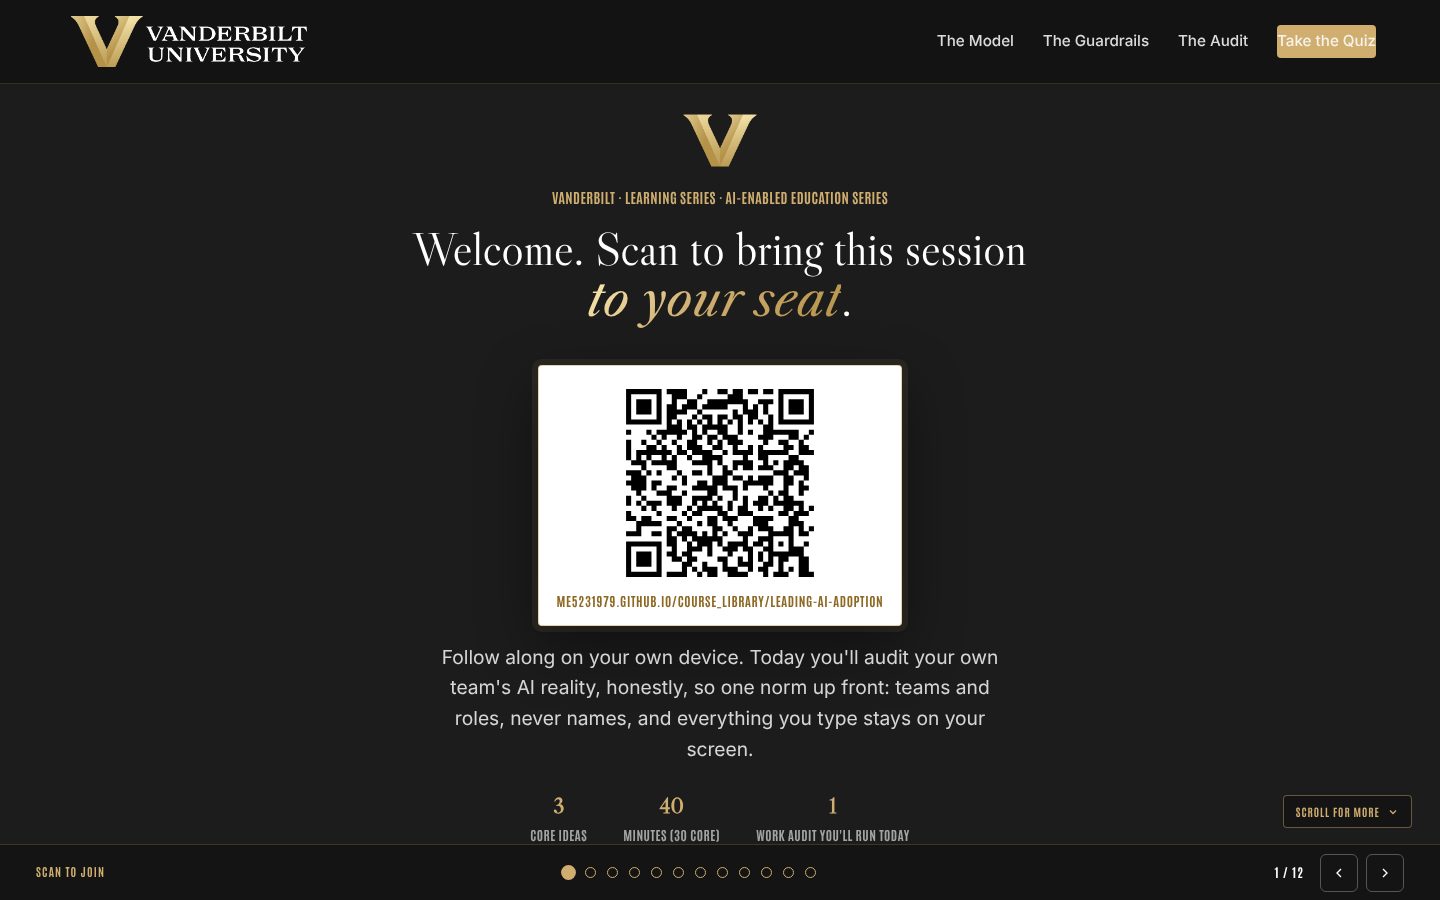 VANDERBILT
UNIVERSITY
The Model
The Guardrails
The Audit
Take the Quiz
VANDERBILT · LEARNING SERIES · AI-ENABLED EDUCATION SERIES
Welcome. Scan to bring this session
to your seat.
ME5231979.GITHUB.IO/COURSE_LIBRARY/LEADING-AI-ADOPTION
Follow along on your own device. Today you'll audit your own
team's AI reality, honestly, so one norm up front: teams and
roles, never names, and everything you type stays on your
screen.
3
CORE IDEAS
40
MINUTES (30 CORE)
1
WORK AUDIT YOU'LL RUN TODAY
SCROLL FOR MORE
SCAN TO JOIN
1 / 12